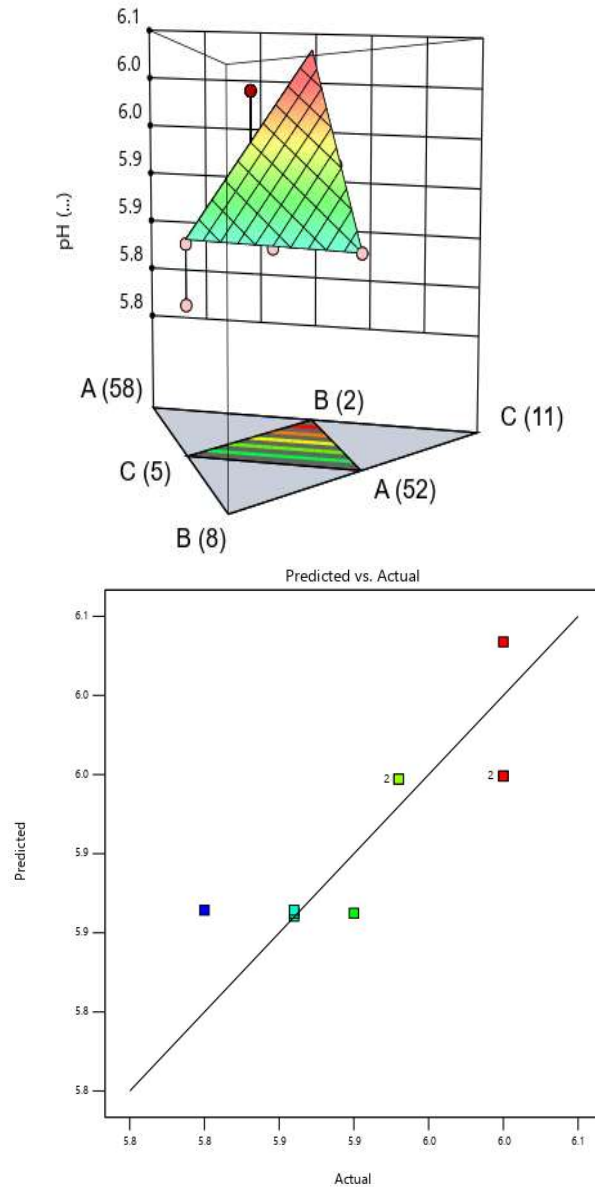 6.1
6.0
6.0
5.9
5.9
5.8
5.8
pH (...)
A (58)
B (2)
C (11)
C (5)
A (52)
B (8)
Predicted vs. Actual
6.1
6.0
6.0
5.9
5.9
5.8
5.8
Predicted
2
2
5.8
5.8
5.9
5.9
6.0
6.0
6.1
Actual